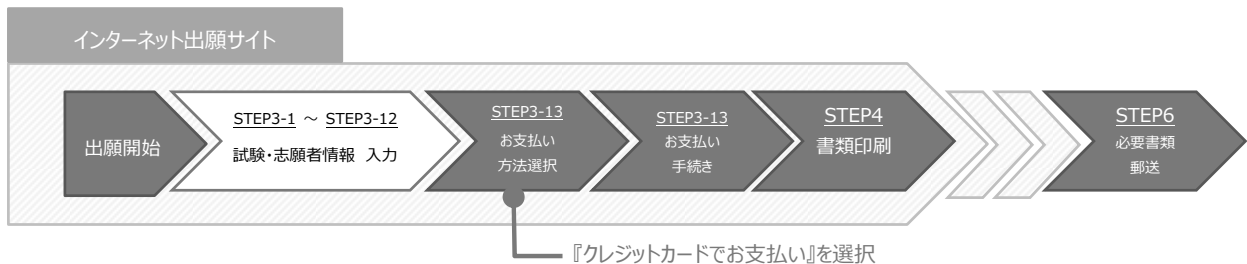 インターネット出願サイト
出願開始
STEP3-1 ～ STEP3-12
試験・志願者情報 入力
STEP3-13
お支払い
方法選択
STEP3-13
お支払い
手続き
STEP4
書類印刷
STEP6
必要書類
郵送
『クレジットカードでお支払い』を選択